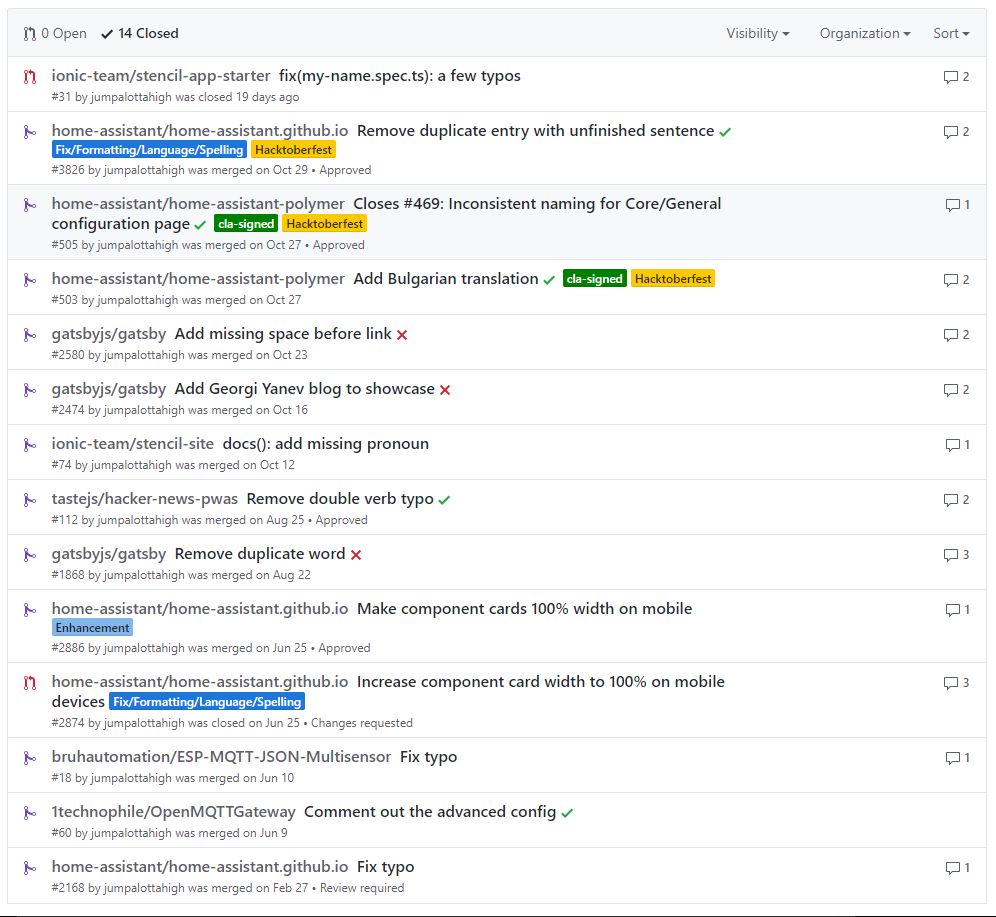 0 Open 14 Closed Visibility Organization Sort
ionic-team/stencil-app-starter fix(my-name.spec.ts): a few typos 2
#31 by jumpalottahigh was closed 19 days ago
home-assistant/home-assistant.github.io Remove duplicate entry with unfinished sentence 2
Fix/Formatting/Language/Spelling Hacktoberfest
#3826 by jumpalottahigh was merged on Oct 29 • Approved
home-assistant/home-assistant-polymer Closes #469: Inconsistent naming for Core/General 1
configuration page cla-signed Hacktoberfest
#505 by jumpalottahigh was merged on Oct 27 • Approved
home-assistant/home-assistant-polymer Add Bulgarian translation cla-signed Hacktoberfest 2
#503 by jumpalottahigh was merged on Oct 27
gatsbyjs/gatsby Add missing space before link 2
#2580 by jumpalottahigh was merged on Oct 23
gatsbyjs/gatsby Add Georgi Yanev blog to showcase 2
#2474 by jumpalottahigh was merged on Oct 16
ionic-team/stencil-site docs(): add missing pronoun 1
#74 by jumpalottahigh was merged on Oct 12
tastejs/hacker-news-pwas Remove double verb typo 2
#112 by jumpalottahigh was merged on Aug 25 • Approved
gatsbyjs/gatsby Remove duplicate word 3
#1868 by jumpalottahigh was merged on Aug 22
home-assistant/home-assistant.github.io Make component cards 100% width on mobile 1
Enhancement
#2886 by jumpalottahigh was merged on Jun 25 • Approved
home-assistant/home-assistant.github.io Increase component card width to 100% on mobile 3
devices Fix/Formatting/Language/Spelling
#2874 by jumpalottahigh was closed on Jun 25 • Changes requested
bruhautomation/ESP-MQTT-JSON-Multisensor Fix typo 1
#18 by jumpalottahigh was merged on Jun 10
1technophile/OpenMQTTGateway Comment out the advanced config
#60 by jumpalottahigh was merged on Jun 9
home-assistant/home-assistant.github.io Fix typo 1
#2168 by jumpalottahigh was merged on Feb 27 • Review required